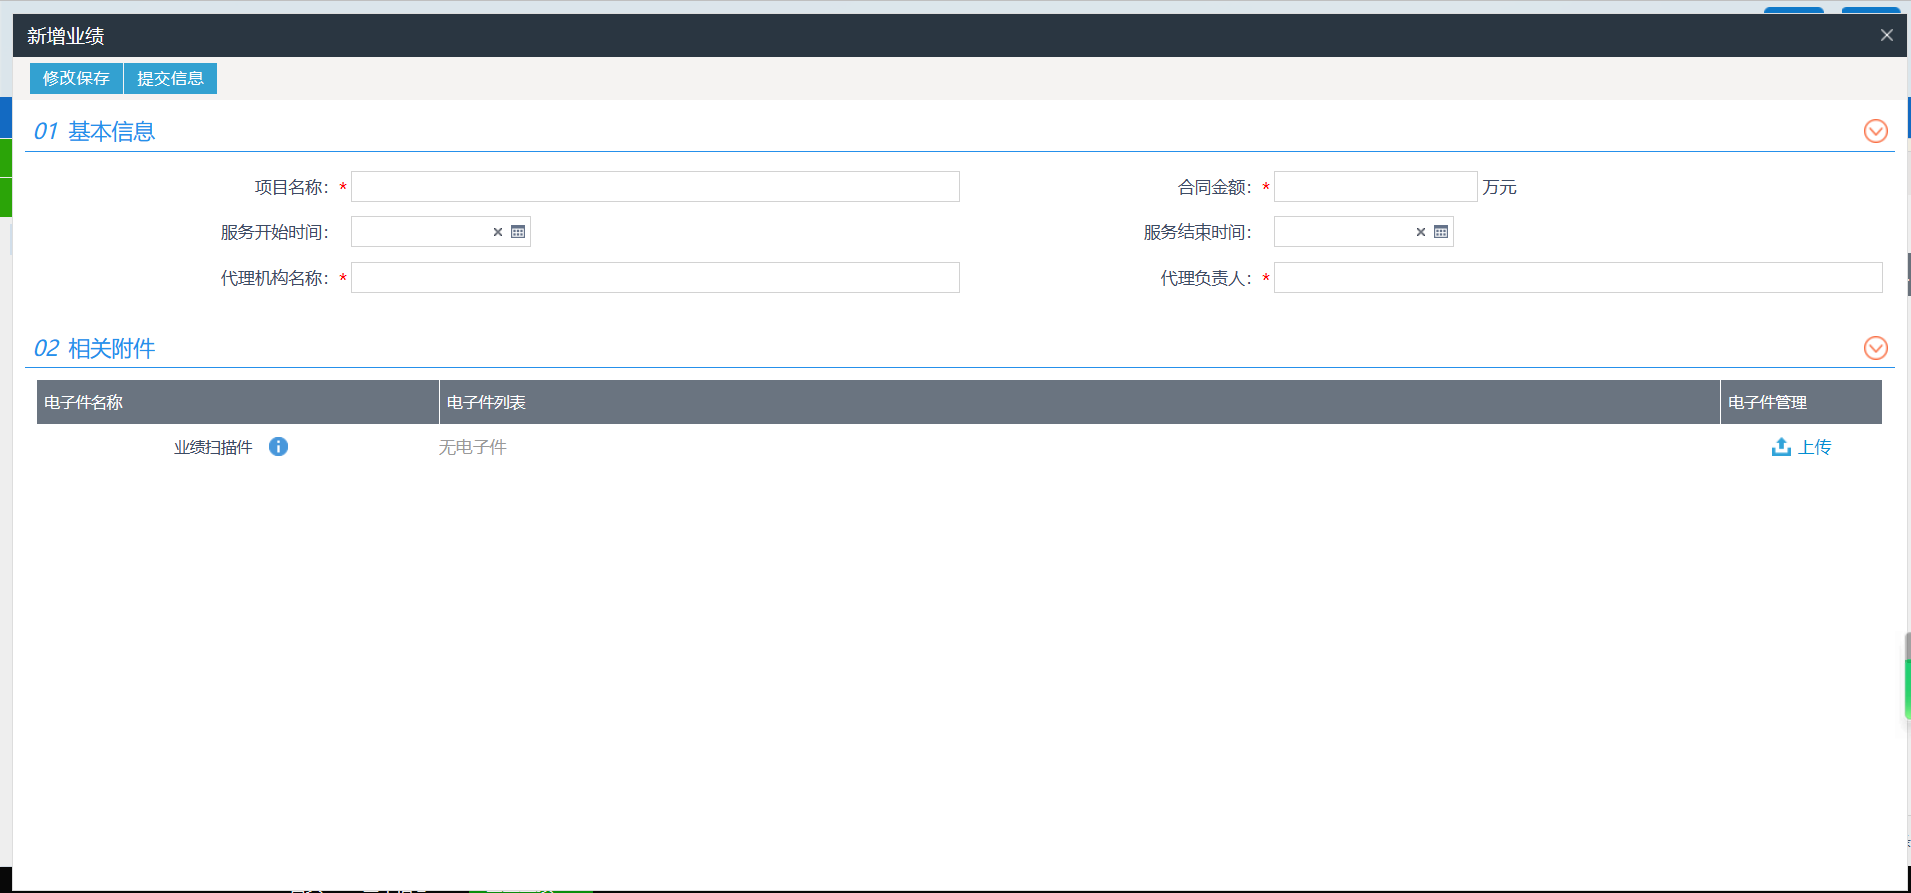 新增业绩
修改保存 提交信息
01 基本信息
项目名称：* 合同金额：* 万元
服务开始时间： 服务结束时间：
代理机构名称：* 代理负责人：*
02 相关附件
电子件名称 电子件列表 电子件管理
业绩扫描件 无电子件 上传